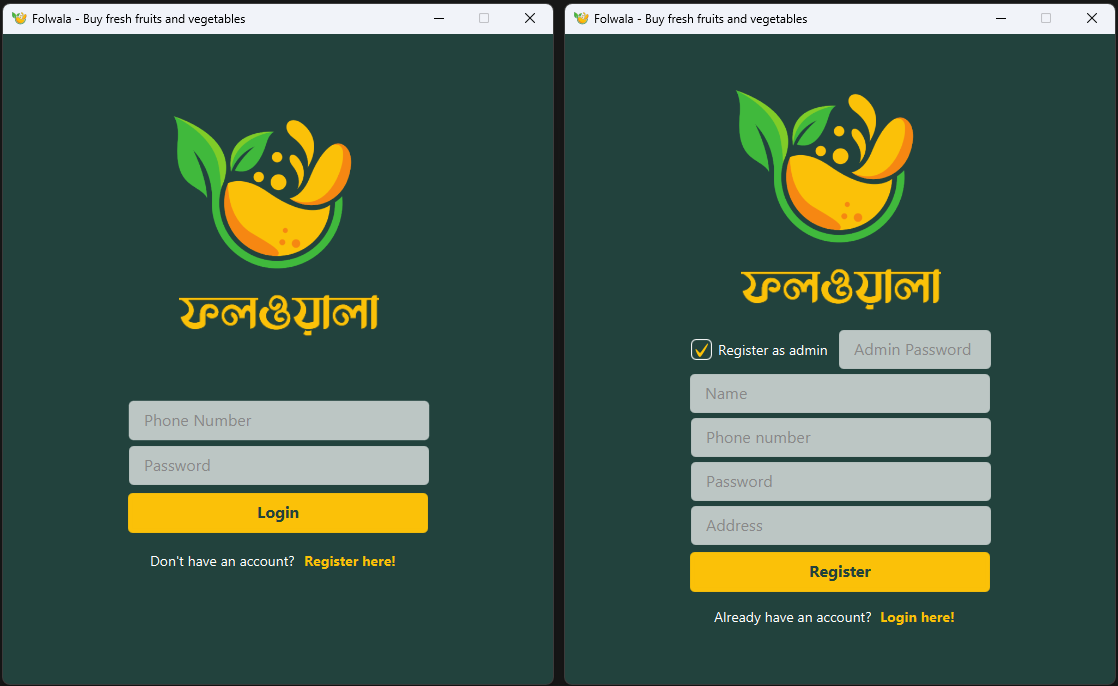 Folwala - Buy fresh fruits and vegetables
ফলওয়ালা
Phone Number
Password
Login
Don't have an account? Register here!
Folwala - Buy fresh fruits and vegetables
ফলওয়ালা
Register as admin
Admin Password
Name
Phone number
Password
Address
Register
Already have an account? Login here!